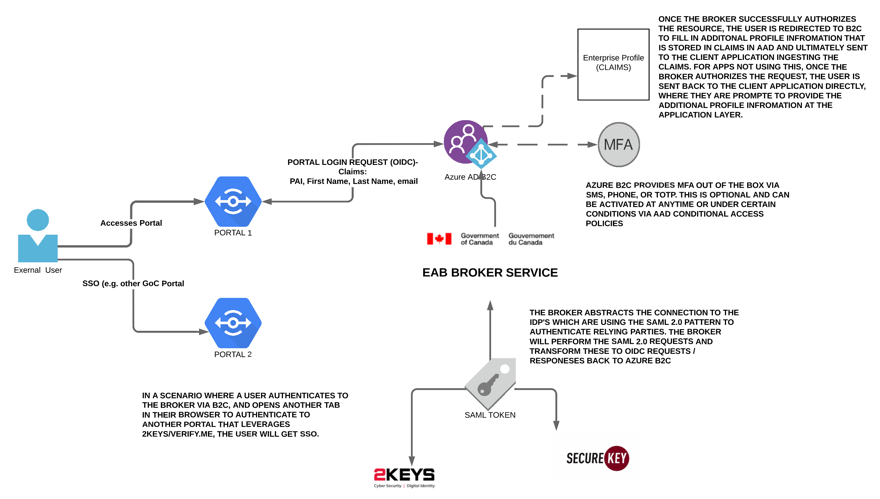 ONCE THE BROKER SUCCESSFULLY AUTHORIZES
THE RESOURCE, THE USER IS REDIRECTED TO B2C
TO FILL IN ADDITONAL PROFILE INFROMATION THAT
IS STORED IN CLAIMS IN AAD AND ULTIMATELY SENT
TO THE CLIENT APPLICATION INGESTING THE
CLAIMS. FOR APPS NOT USING THIS, ONCE THE
BROKER AUTHORIZES THE REQUEST, THE USER IS
SENT BACK TO THE CLIENT APPLICATION DIRECTLY,
WHERE THEY ARE PROMPTE TO PROVIDE THE
ADDITIONAL PROFILE INFROMATION AT THE
APPLICATION LAYER.
Enterprise Profile
(CLAIMS)
MFA
Azure AD B2C
PORTAL LOGIN REQUEST (OIDC)-
Claims:
PAI, First Name, Last Name, email
AZURE B2C PROVIDES MFA OUT OF THE BOX VIA
SMS, PHONE, OR TOTP. THIS IS OPTIONAL AND CAN
BE ACTIVATED AT ANYTIME OR UNDER CERTAIN
CONDITIONS VIA AAD CONDITIONAL ACCESS
POLICIES
Accesses Portal
PORTAL 1
Government
of Canada
Gouvernement
du Canada
Exernal User
EAB BROKER SERVICE
SSO (e.g. other GoC Portal
PORTAL 2
THE BROKER ABSTRACTS THE CONNECTION TO THE
IDP'S WHICH ARE USING THE SAML 2.0 PATTERN TO
AUTHENTICATE RELYING PARTIES. THE BROKER
WILL PERFORM THE SAML 2.0 REQUESTS AND
TRANSFORM THESE TO OIDC REQUESTS /
RESPONESES BACK TO AZURE B2C
IN A SCENARIO WHERE A USER AUTHENTICATES TO
THE BROKER VIA B2C, AND OPENS ANOTHER TAB
IN THEIR BROWSER TO AUTHENTICATE TO
ANOTHER PORTAL THAT LEVERAGES
2KEYS/VERIFY.ME, THE USER WILL GET SSO.
SAML TOKEN
2KEYS
Cyber Security | Digital Identity
SECUREKEY